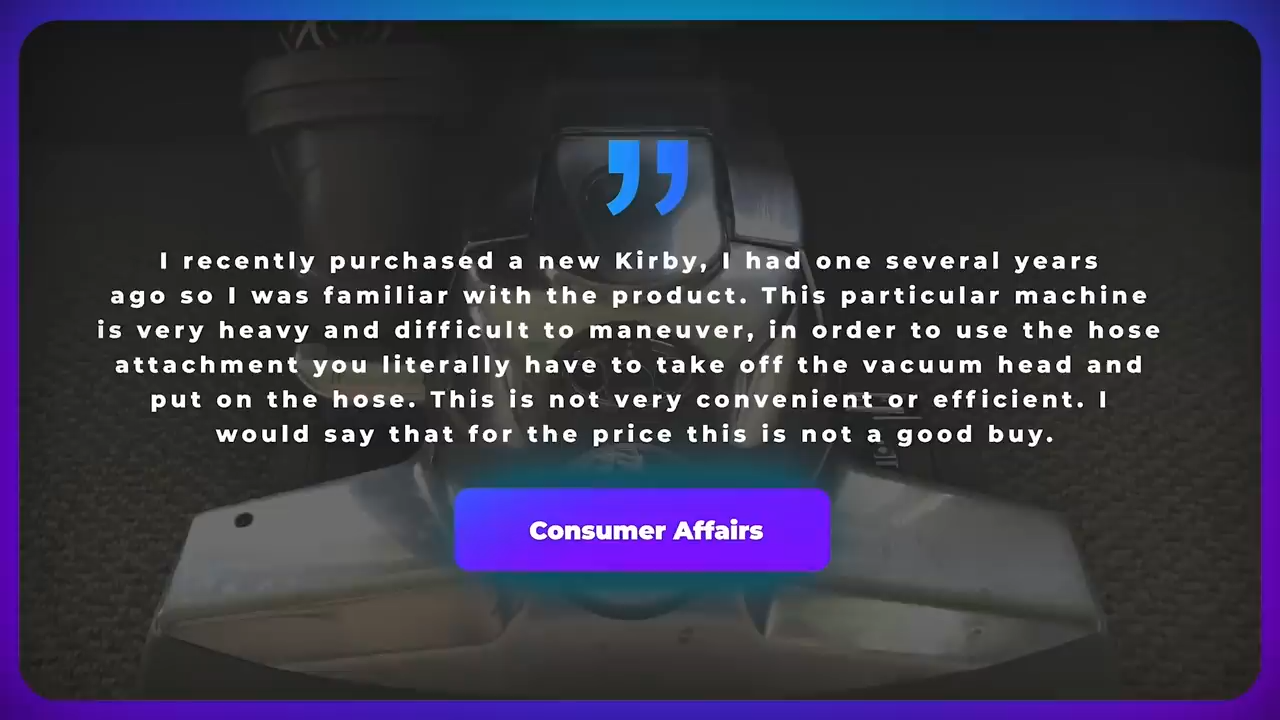 I recently purchased a new Kirby, I had one several years
ago so I was familiar with the product. This particular machine
is very heavy and difficult to maneuver, in order to use the hose
attachment you literally have to take off the vacuum head and
put on the hose. This is not very convenient or efficient. I
would say that for the price this is not a good buy.
Consumer Affairs